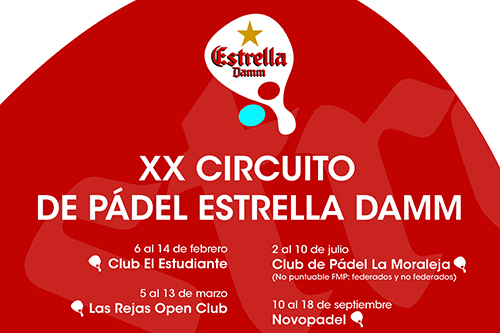 Estrella
Damm
XX CIRCUITO
DE PÁDEL ESTRELLA DAMM
6 al 14 de febrero
Club El Estudiante
5 al 13 de marzo
Las Rejas Open Club
2 al 10 de julio
Club de Pádel La Moraleja
(No puntuable FMP: federados y no federados)
10 al 18 de septiembre
Novopadel